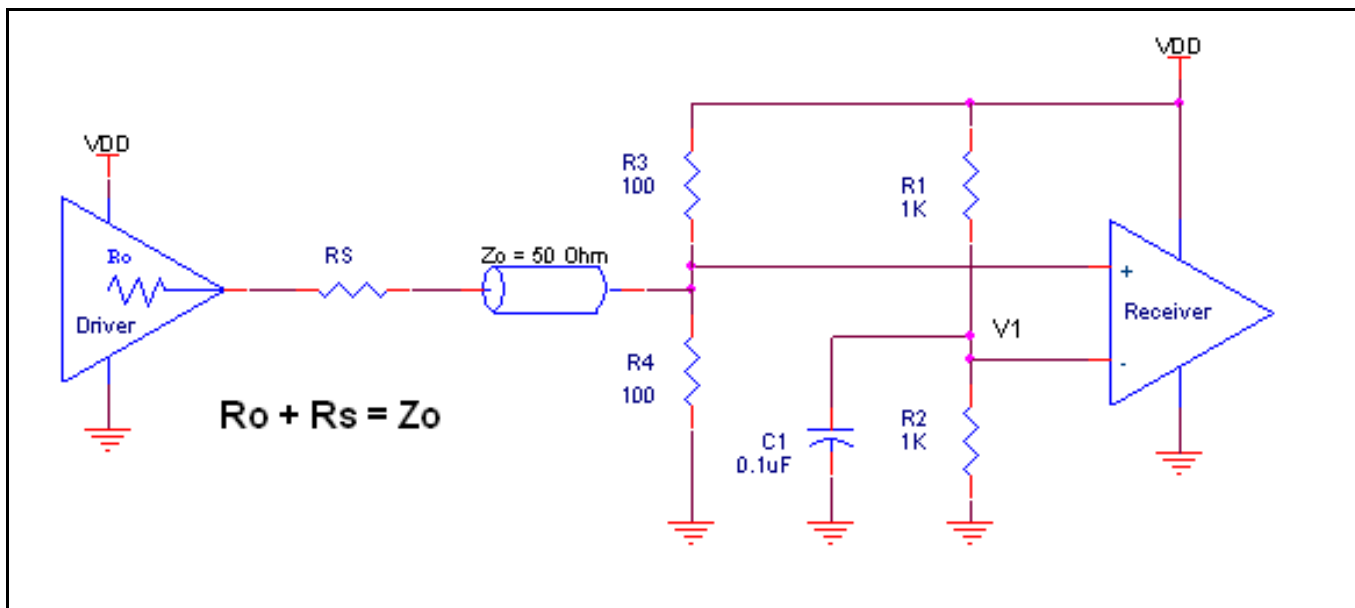 VDD
VDD
R3
100
R1
1K
Ro
RS
Zo = 50 Ohm
+
Driver
Receiver
V1
-
R4
100
Ro + Rs = Zo
C1
0.1uF
R2
1K